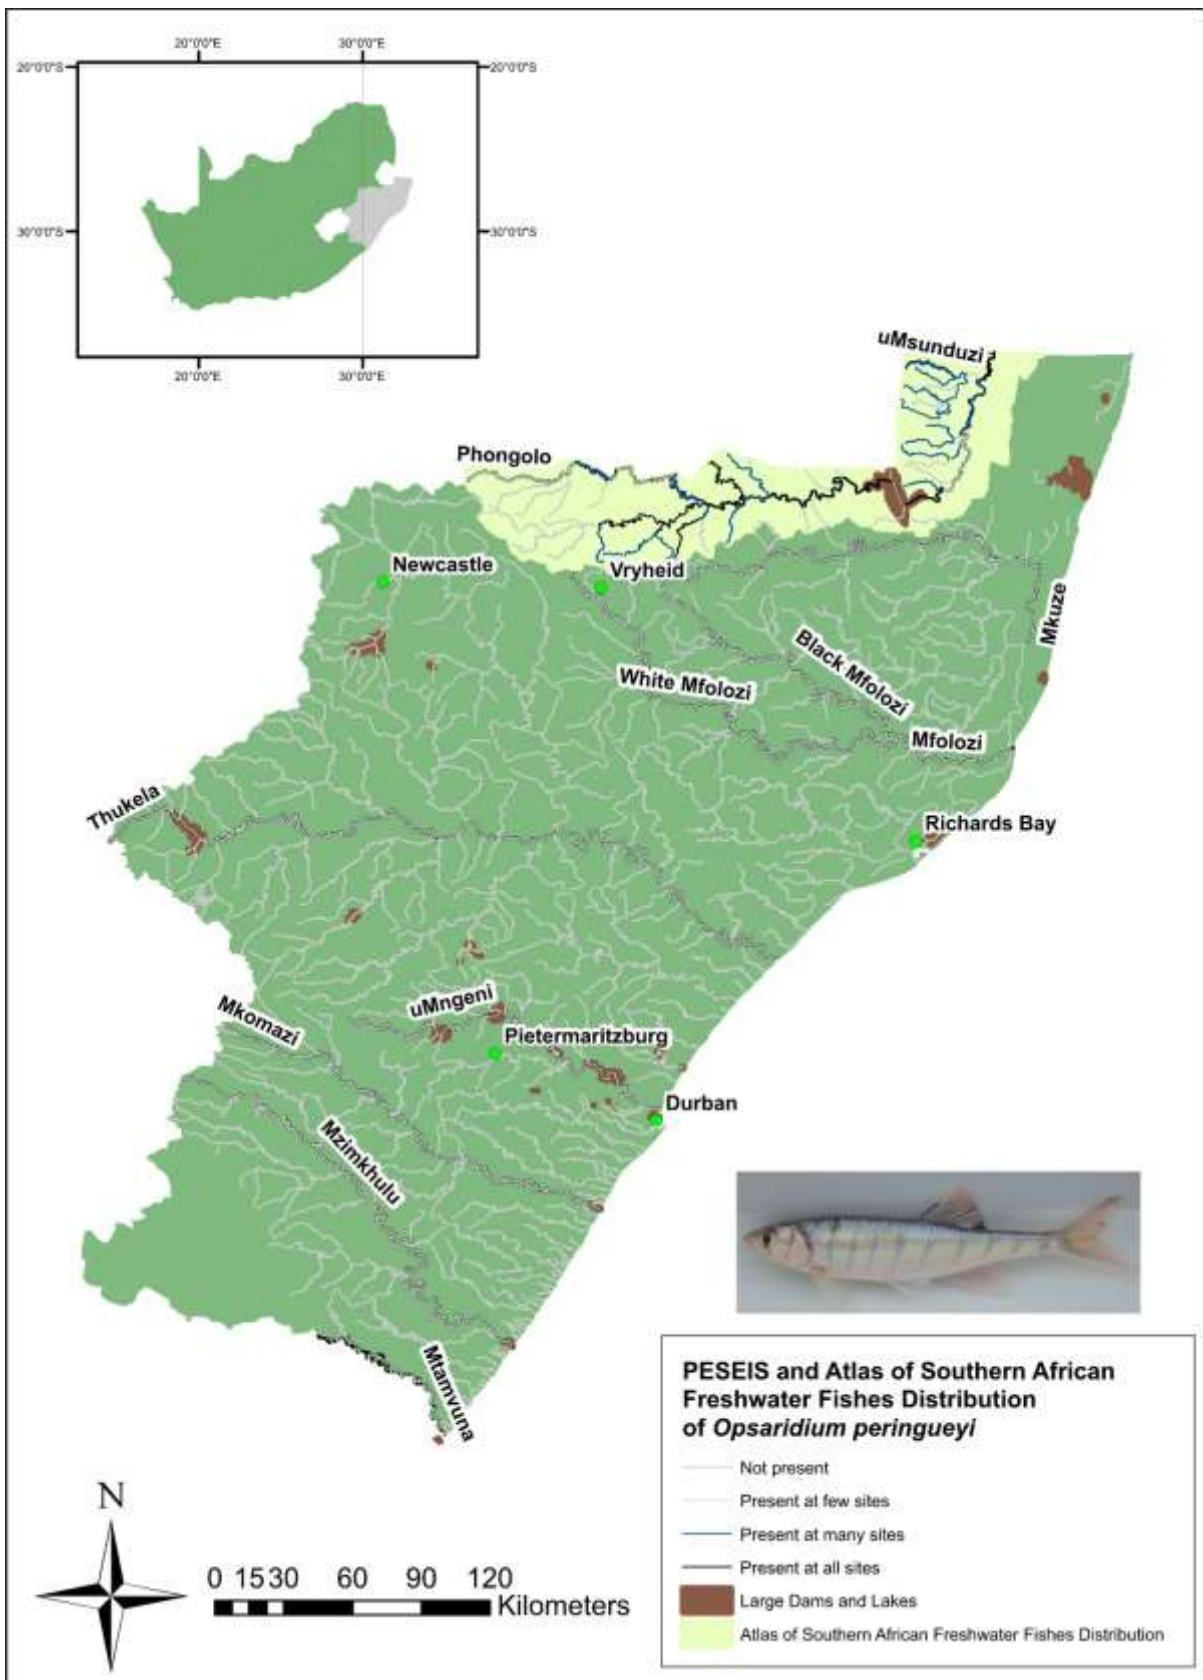 20°0'0"E 30°0'0"E
20°0'0"S 20°0'0"S
30°0'0"S 30°0'0"S
20°0'0"E 30°0'0"E
uMsunduzi
Phongolo
Newcastle
Vryheid
Mkuze
Black Mfolozi
White Mfolozi
Mfolozi
Thukela
Richards Bay
uMngeni
Mkomazi
Pietermaritzburg
Durban
Mzimkhulu
Mtamvuna
PESEIS and Atlas of Southern African
Freshwater Fishes Distribution
of Opsaridium peringueyi
Not present
Present at few sites
Present at many sites
Present at all sites
Large Dams and Lakes
Atlas of Southern African Freshwater Fishes Distribution
N
0 15 30 60 90 120
Kilometers